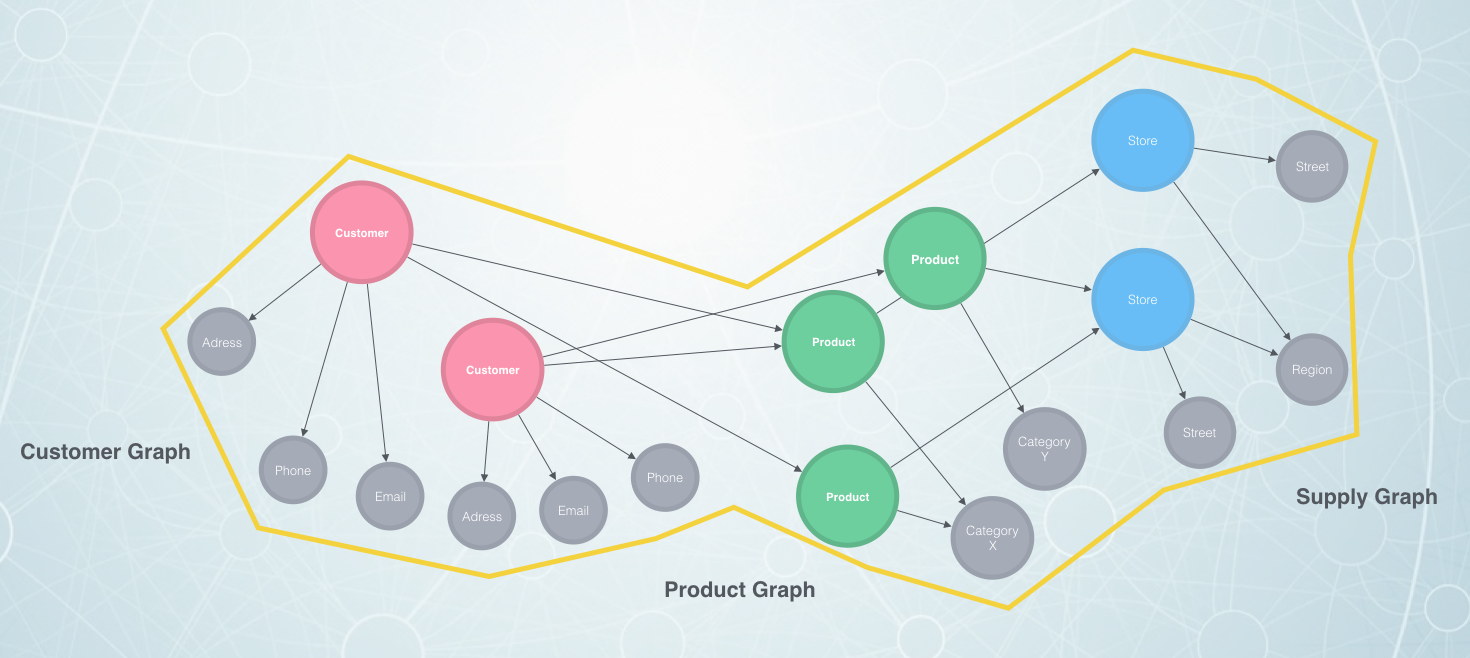 Store
Street
Customer
Product
Store
Product
Adress
Customer
Region
Street
Category
Y
Customer Graph
Phone
Email
Phone
Product
Supply Graph
Adress
Email
Category
X
Product Graph